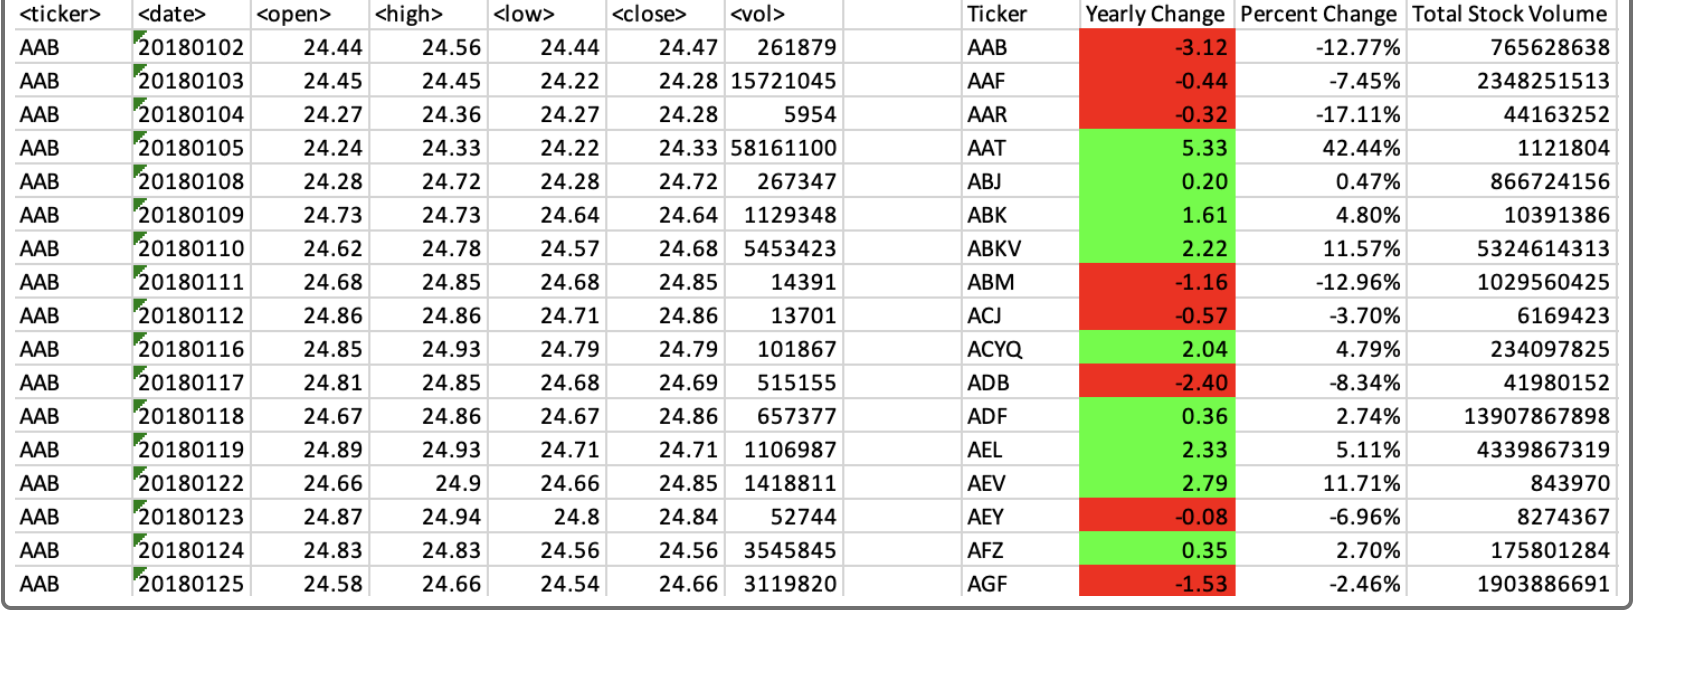 <ticker> <date> <open> <high> <low> <close> <vol> Ticker Yearly Change Percent Change Total Stock Volume
AAB 20180102 24.44 24.56 24.44 24.47 261879 AAB -3.12 -12.77% 765628638
AAB 20180103 24.45 24.45 24.22 24.28 15721045 AAF -0.44 -7.45% 2348251513
AAB 20180104 24.27 24.36 24.27 24.28 5954 AAR -0.32 -17.11% 44163252
AAB 20180105 24.24 24.33 24.22 24.33 58161100 AAT 5.33 42.44% 1121804
AAB 20180108 24.28 24.72 24.28 24.72 267347 ABJ 0.20 0.47% 866724156
AAB 20180109 24.73 24.73 24.64 24.64 1129348 ABK 1.61 4.80% 10391386
AAB 20180110 24.62 24.78 24.57 24.68 5453423 ABKV 2.22 11.57% 5324614313
AAB 20180111 24.68 24.85 24.68 24.85 14391 ABM -1.16 -12.96% 1029560425
AAB 20180112 24.86 24.86 24.71 24.86 13701 ACJ -0.57 -3.70% 6169423
AAB 20180116 24.85 24.93 24.79 24.79 101867 ACYQ 2.04 4.79% 234097825
AAB 20180117 24.81 24.85 24.68 24.69 515155 ADB -2.40 -8.34% 41980152
AAB 20180118 24.67 24.86 24.67 24.86 657377 ADF 0.36 2.74% 13907867898
AAB 20180119 24.89 24.93 24.71 24.71 1106987 AEL 2.33 5.11% 4339867319
AAB 20180122 24.66 24.9 24.66 24.85 1418811 AEV 2.79 11.71% 843970
AAB 20180123 24.87 24.94 24.8 24.84 52744 AEY -0.08 -6.96% 8274367
AAB 20180124 24.83 24.83 24.56 24.56 3545845 AFZ 0.35 2.70% 175801284
AAB 20180125 24.58 24.66 24.54 24.66 3119820 AGF -1.53 -2.46% 1903886691